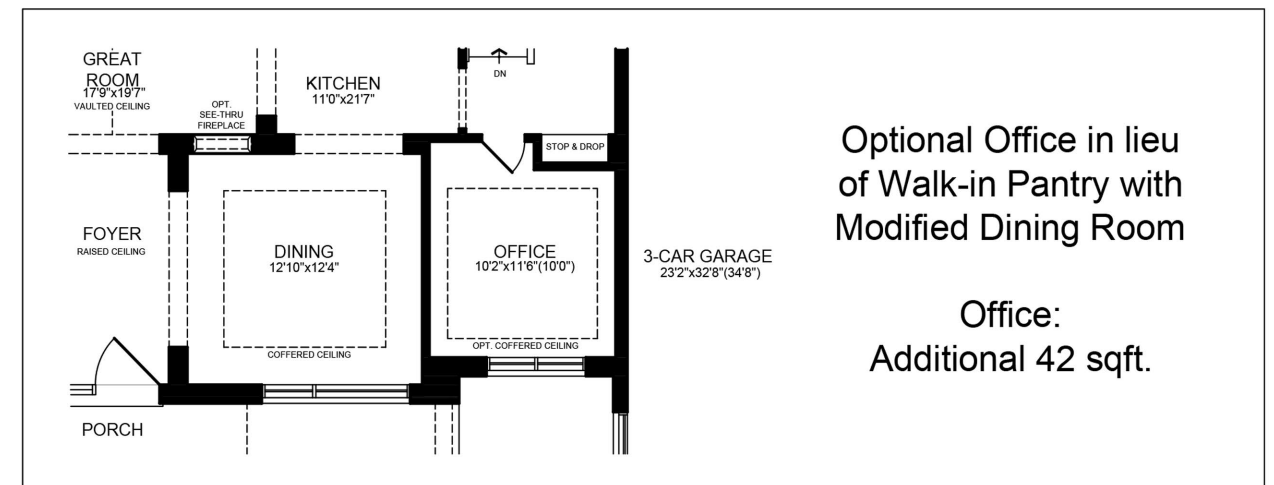 GREAT
ROOM
17'9"x19'7"
VAULTED CEILING
OPT.
SEE-THRU
FIREPLACE
KITCHEN
11'0"x21'7"
DN
STOP & DROP
FOYER
RAISED CEILING
DINING
12'10"x12'4"
COFFERED CEILING
OFFICE
10'2"x11'6"(10'0")
OPT. COFFERED CEILING
3-CAR GARAGE
23'2"x32'8"(34'8")
PORCH
Optional Office in lieu
of Walk-in Pantry with
Modified Dining Room
Office:
Additional 42 sqft.